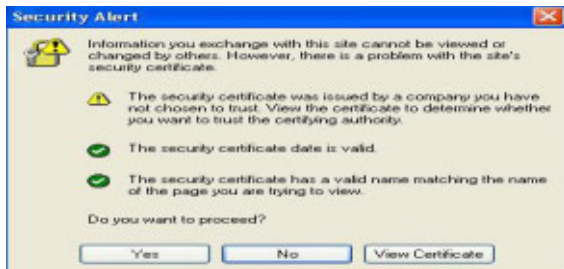 Security Alert
Information you exchange with this site cannot be viewed or
changed by others. However, there is a problem with the site's
security certificate.
The security certificate was issued by a company you have
not chosen to trust. View the certificate to determine whether
you want to trust the certifying authority.
The security certificate date is valid.
The security certificate has a valid name matching the name
of the page you are trying to view.
Do you want to proceed?
Yes
No
View Certificate